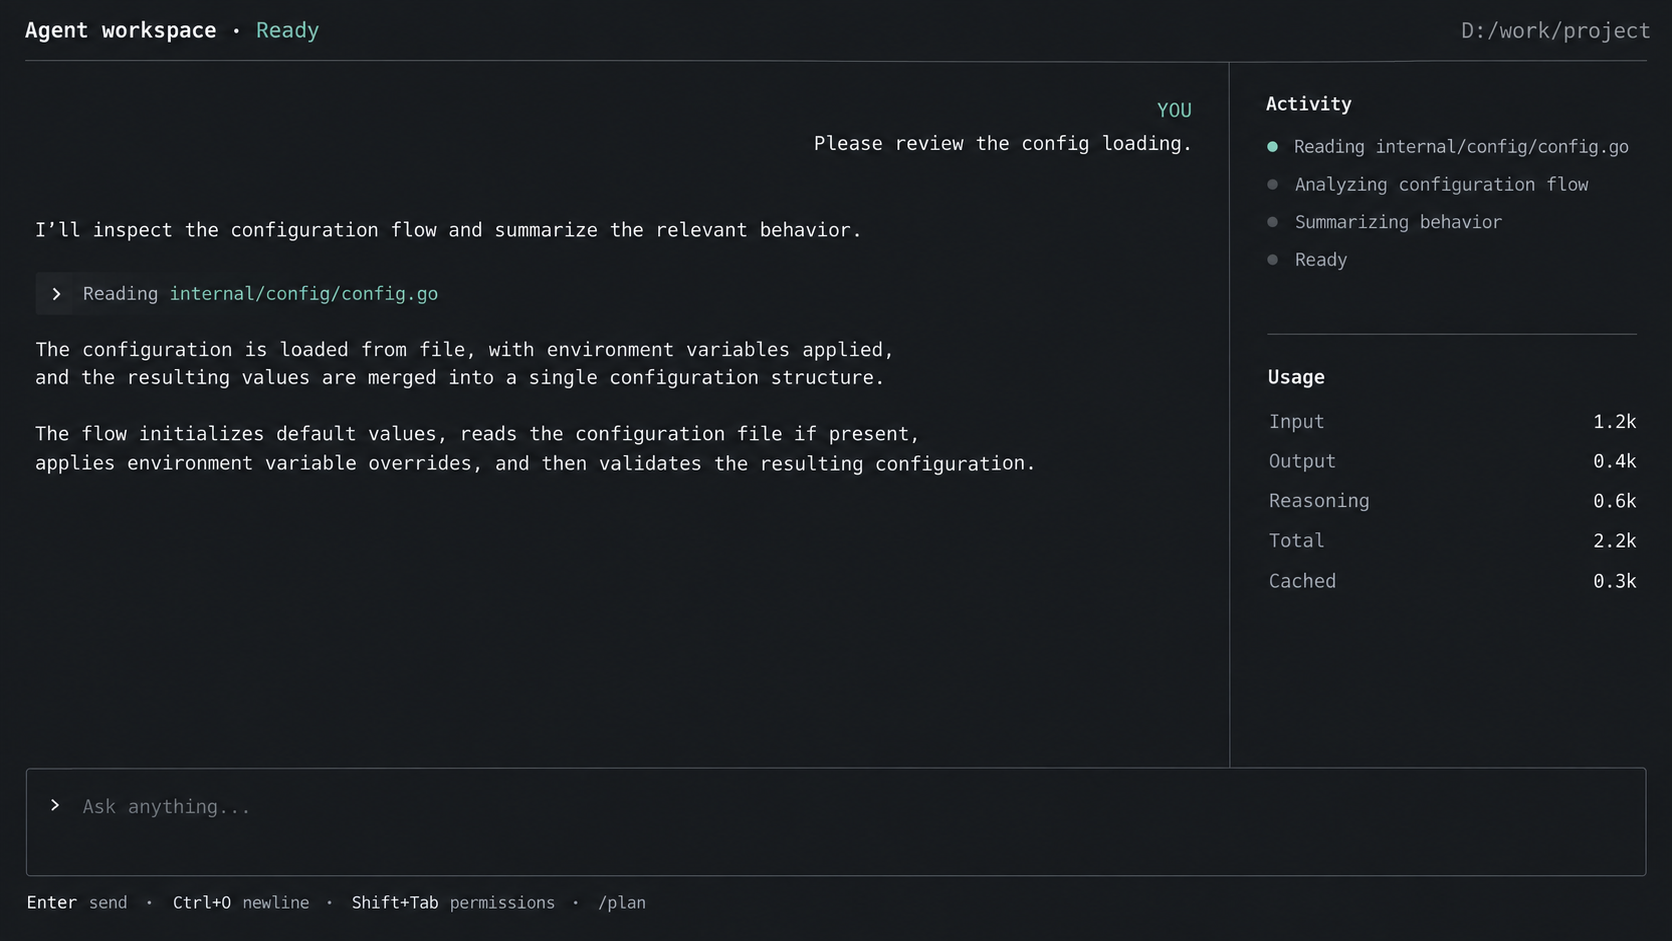 Agent workspace · Ready
D:/work/project
YOU
Please review the config loading.
I’ll inspect the configuration flow and summarize the relevant behavior.
> Reading internal/config/config.go
The configuration is loaded from file, with environment variables applied,
and the resulting values are merged into a single configuration structure.
The flow initializes default values, reads the configuration file if present,
applies environment variable overrides, and then validates the resulting configuration.
Activity
Reading internal/config/config.go
Analyzing configuration flow
Summarizing behavior
Ready
Usage
Input 1.2k
Output 0.4k
Reasoning 0.6k
Total 2.2k
Cached 0.3k
> Ask anything...
Enter send · Ctrl+O newline · Shift+Tab permissions · /plan